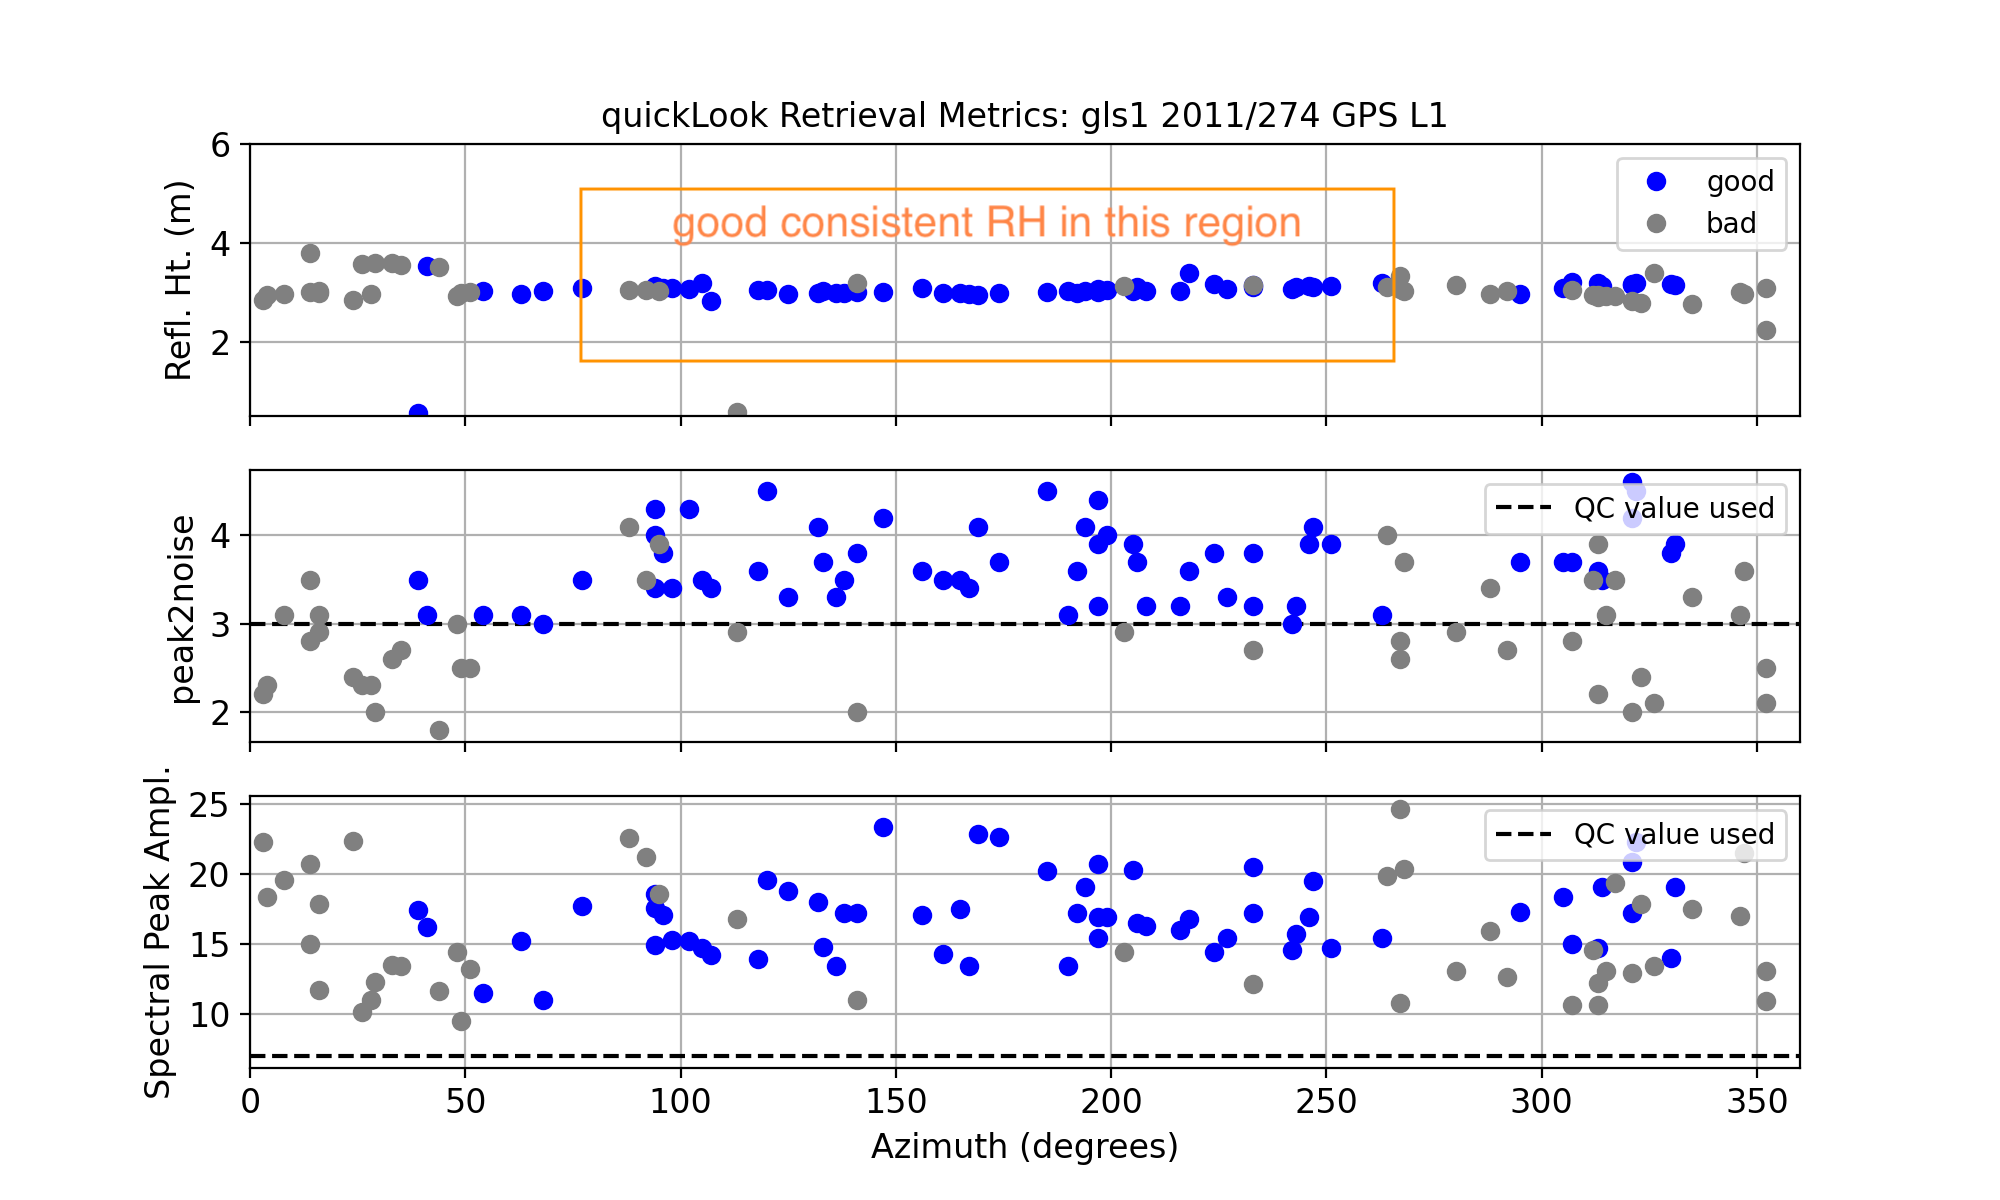 quickLook Retrieval Metrics: gls1 2011/274 GPS L1
Refl. Ht. (m)
6
4
2
good consistent RH in this region
good
bad
peak2noise
4
3
2
QC value used
Spectral Peak Ampl.
25
20
15
10
QC value used
0 50 100 150 200 250 300 350
Azimuth (degrees)